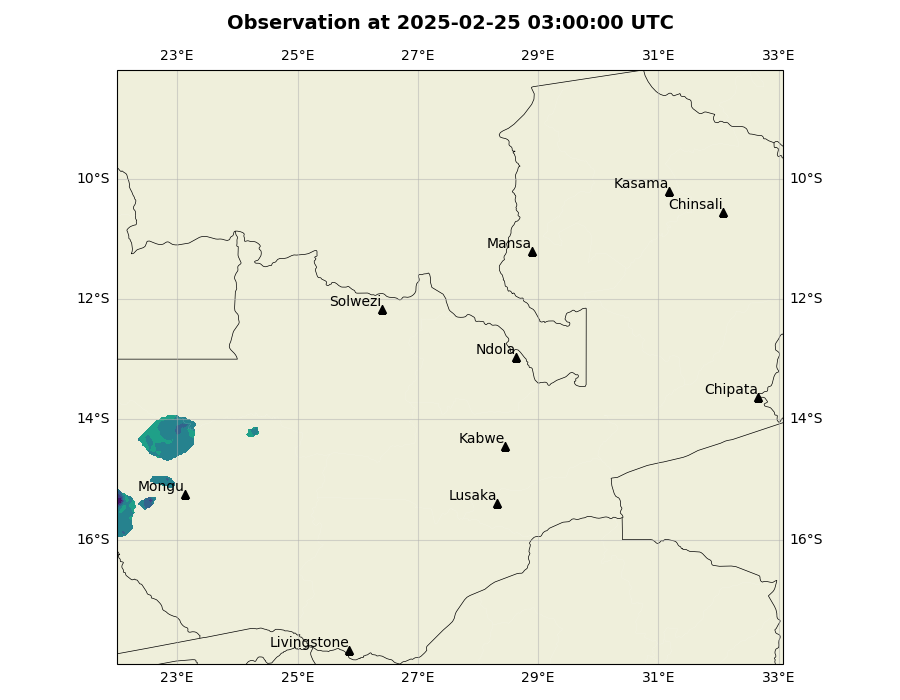 Observation at 2025-02-25 03:00:00 UTC
23°E 25°E 27°E 29°E 31°E 33°E
10°S 10°S
Kasama
Chinsali
Mansa
12°S 12°S
Solwezi
Ndola
Chipata
14°S 14°S
Kabwe
Mongu
Lusaka
16°S 16°S
Livingstone
23°E 25°E 27°E 29°E 31°E 33°E